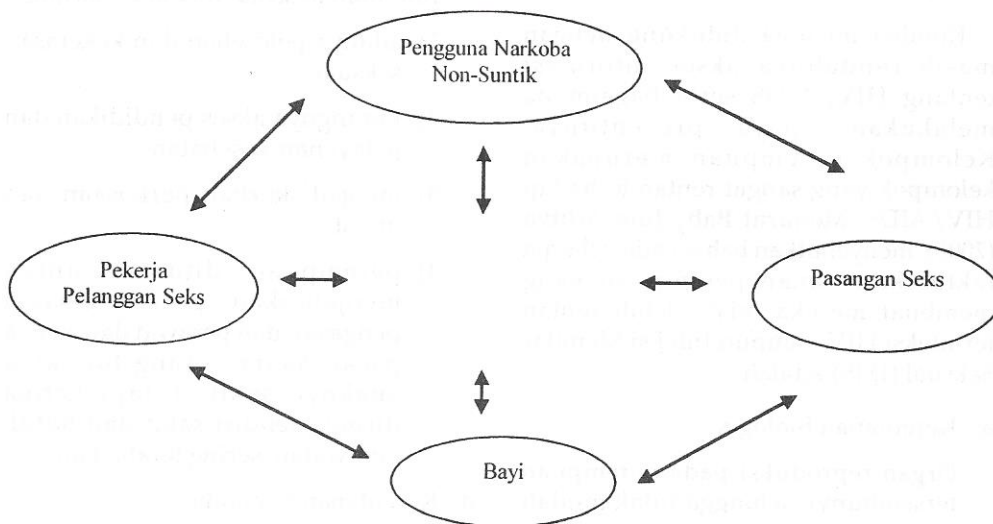 Pengguna Narkoba
Non-Suntik
Pekerja
Pelanggan Seks
Pasangan Seks
Bayi